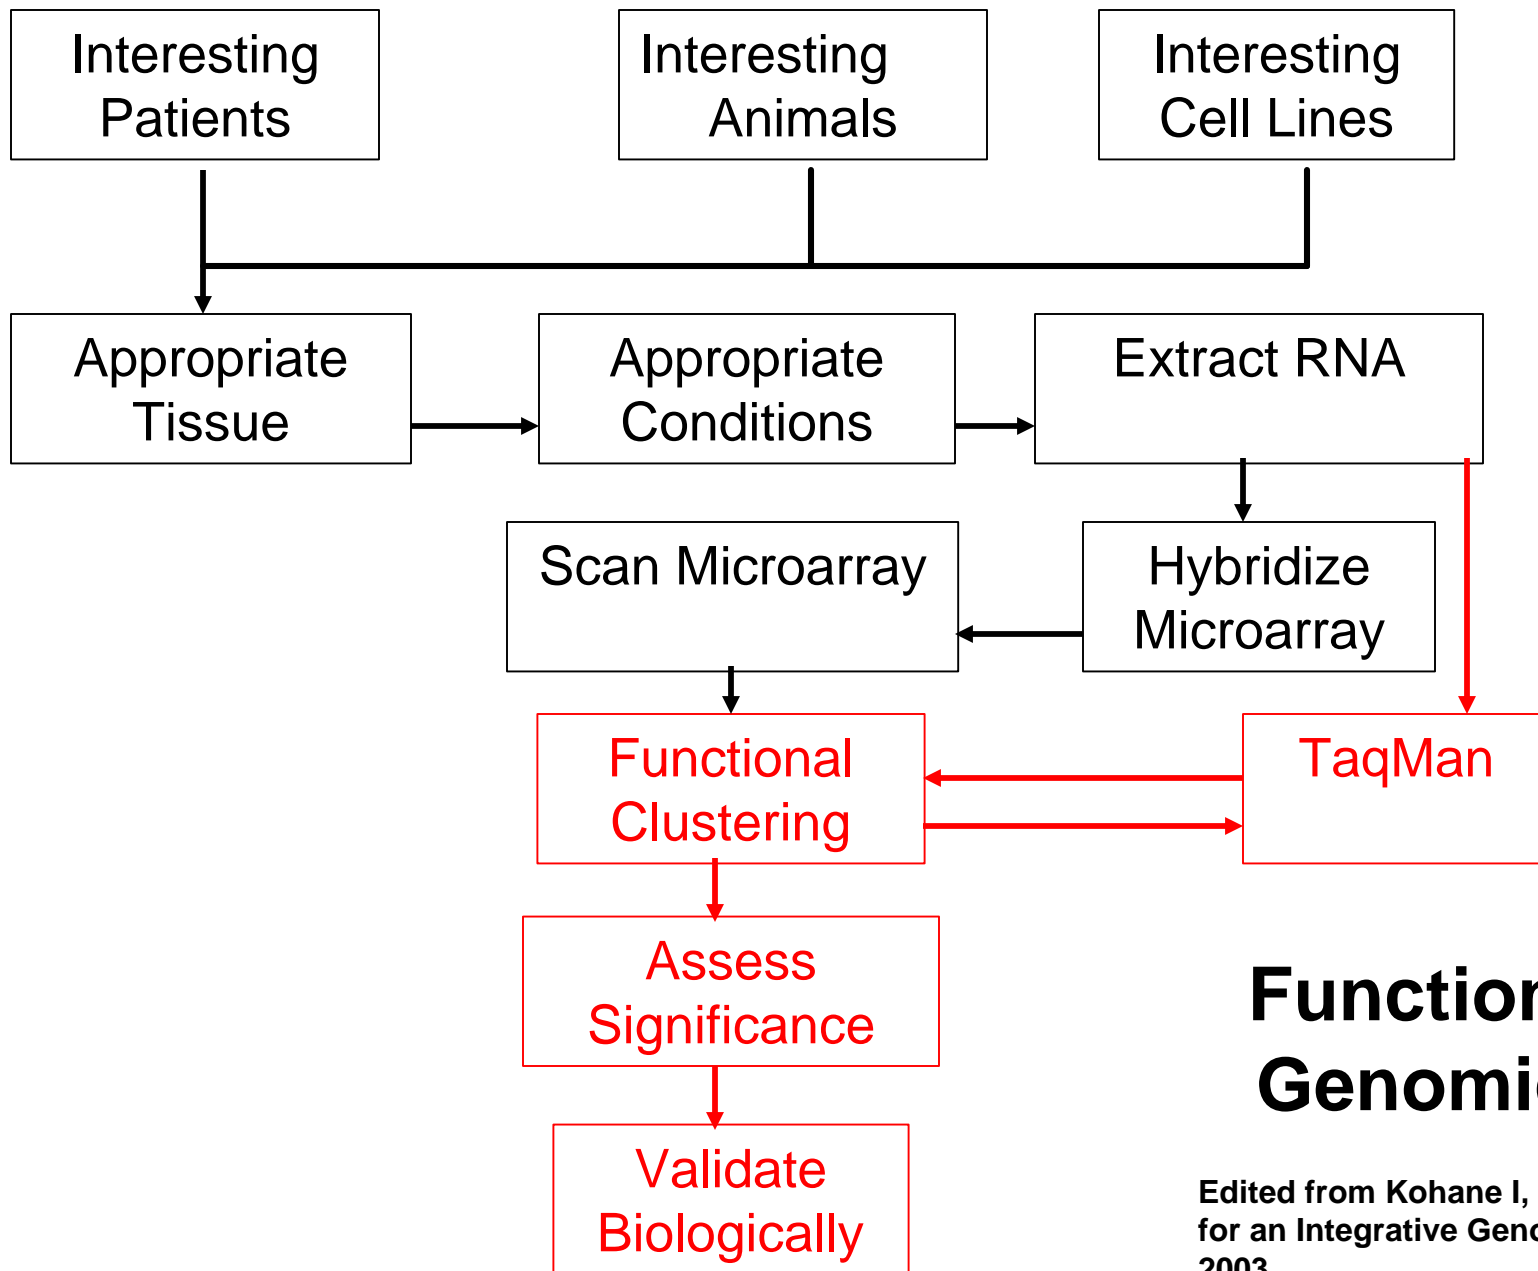 Interesting
Patients
Interesting
Animals
Interesting
Cell Lines
Appropriate
Tissue
Appropriate
Conditions
Extract RNA
Scan Microarray
Hybridize
Microarray
Functional
Clustering
TaqMan
Assess
Significance
Validate
Biologically
Edited from Kohane I,
for an Integrative
2003